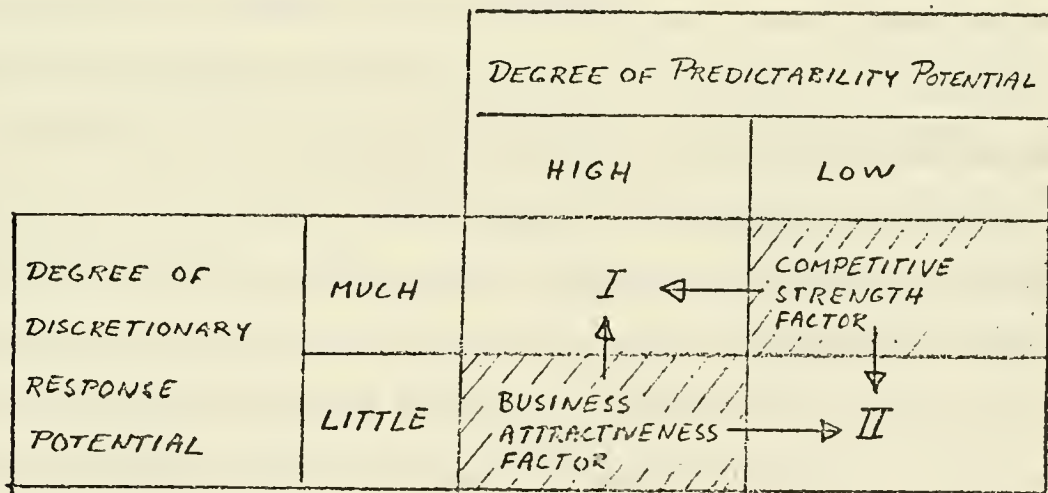 DEGREE OF PREDICTABILITY POTENTIAL
HIGH
LOW
DEGREE OF
DISCRETIONARY
RESPONSE
POTENTIAL
MUCH
I
COMPETITIVE
STRENGTH
FACTOR
LITTLE
BUSINESS
ATTRACTIVENESS
FACTOR
II